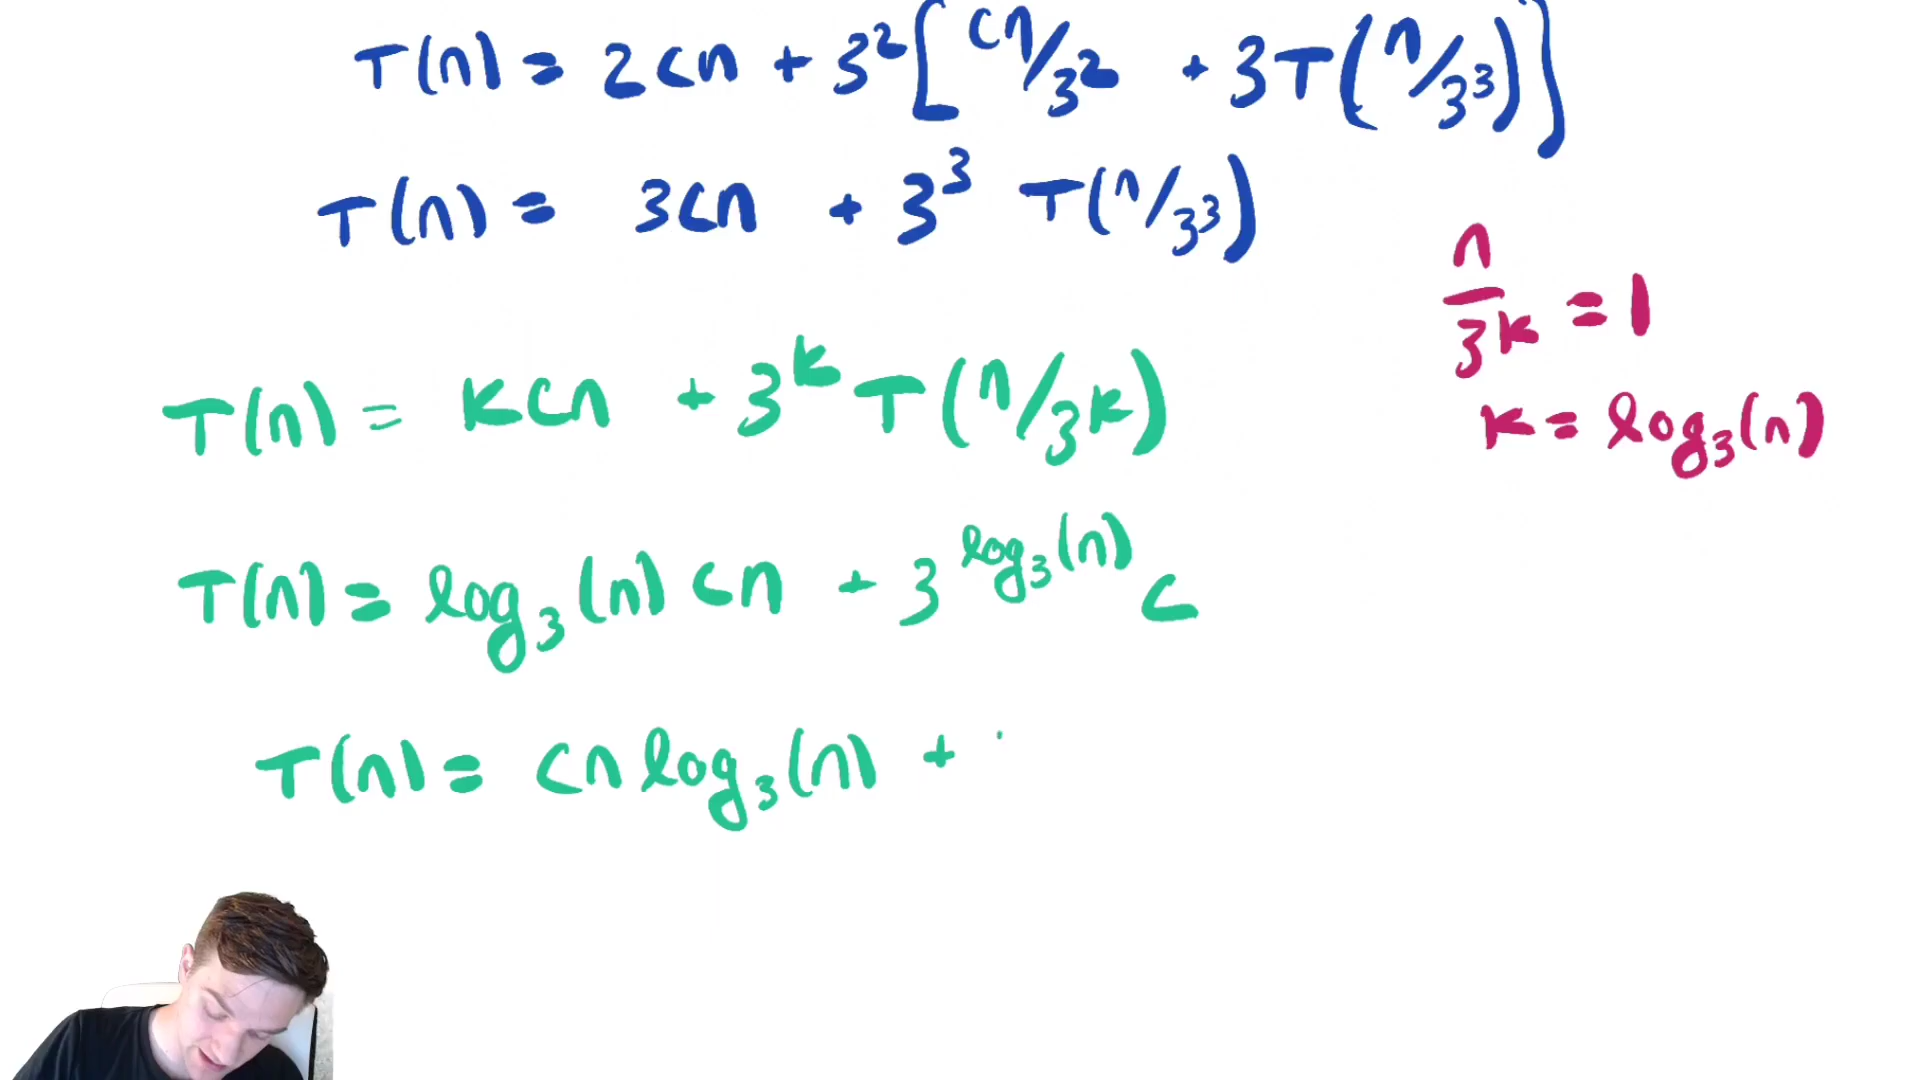 T(n) = 2cn + 3²[cn/3² + 3T(n/3³)]
T(n) = 3cn + 3³ T(n/3³)
n/3ᵏ = 1
T(n) = kcn + 3ᵏT(n/3ᵏ)
k = log₃(n)
T(n) = log₃(n) cn + 3^log₃(n) c
T(n) = cn log₃(n) +